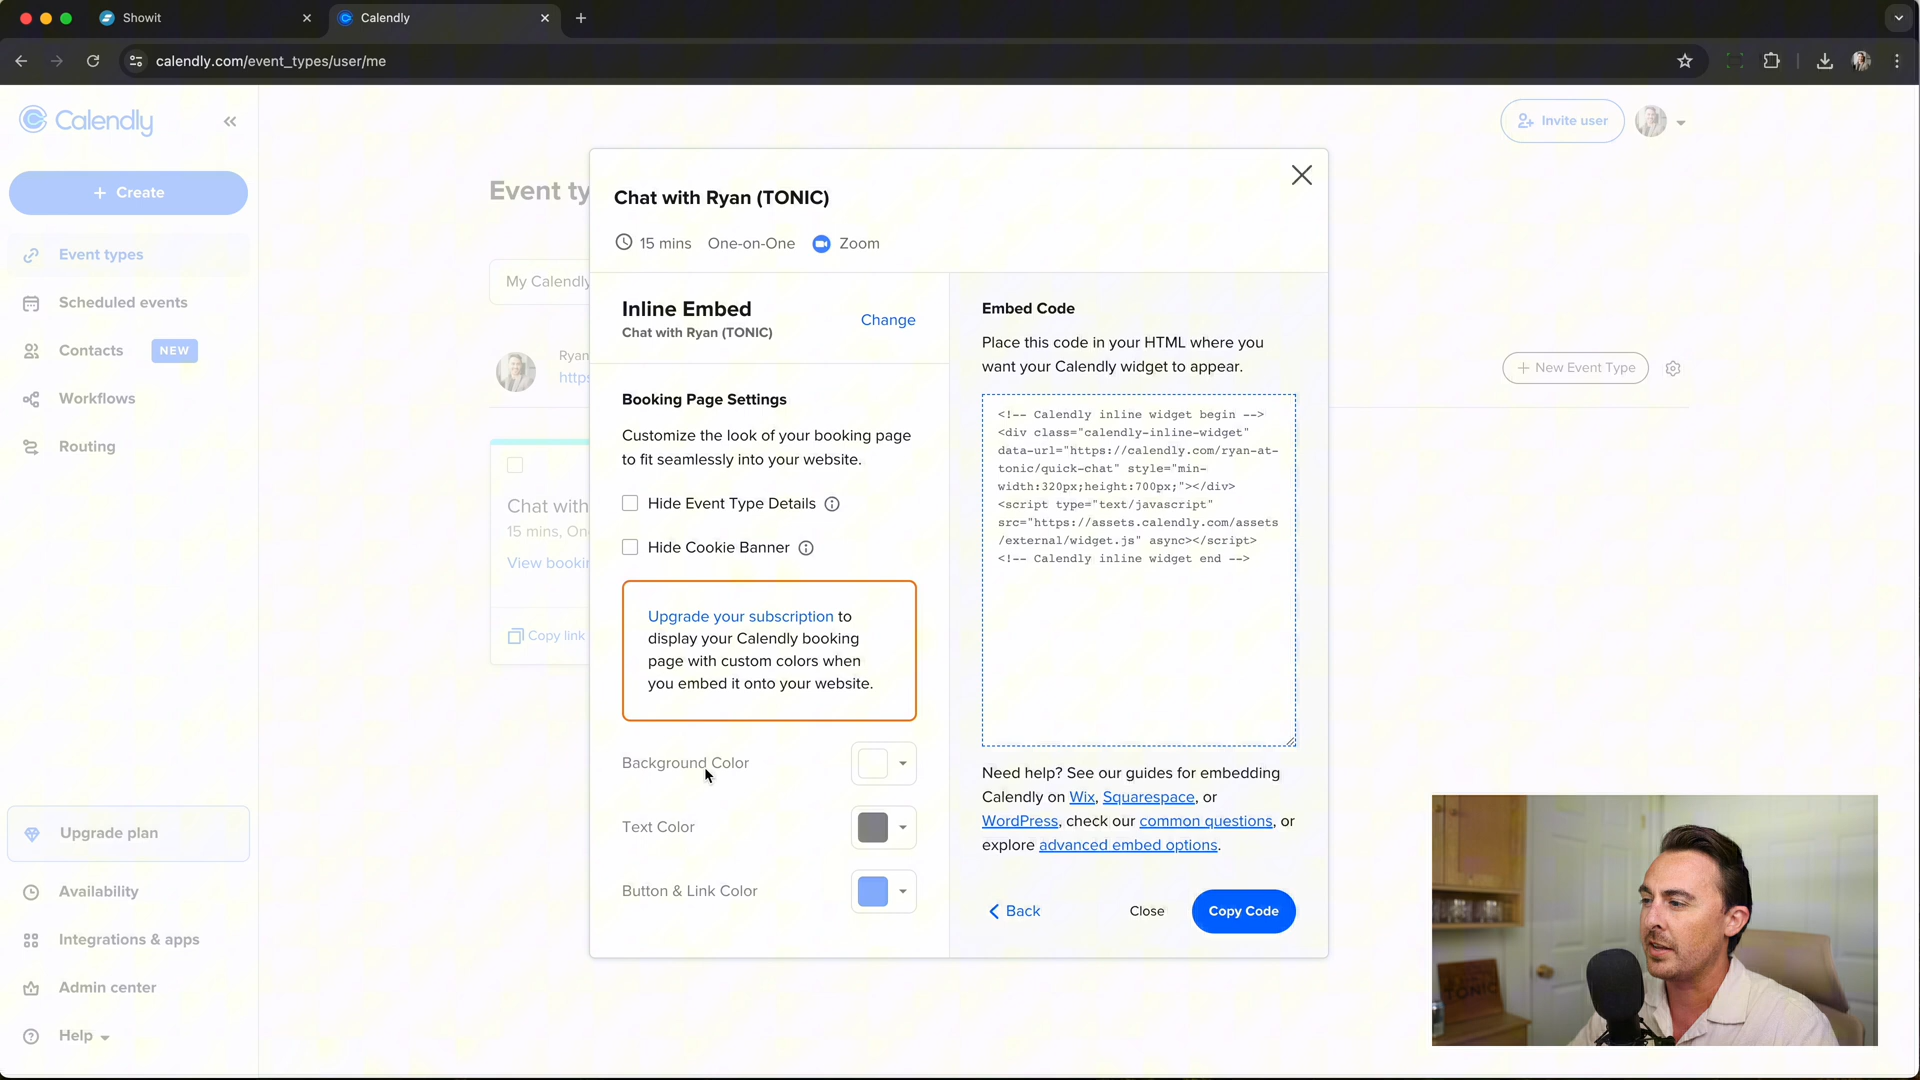 Showit
Calendly
calendly.com/event_types/user/me
Calendly
Invite user
+ Create
Event ty
Event types
My Calendly
Scheduled events
Contacts NEW
Ryan
https
+ New Event Type
Workflows
Routing
Chat with
15 mins, On
View bookin
Copy link
Upgrade plan
Availability
Integrations & apps
Admin center
Help
Chat with Ryan (TONIC)
15 mins One-on-One Zoom
Inline Embed
Chat with Ryan (TONIC)
Change
Booking Page Settings
Customize the look of your booking page
to fit seamlessly into your website.
Hide Event Type Details
Hide Cookie Banner
Upgrade your subscription to
display your Calendly booking
page with custom colors when
you embed it onto your website.
Background Color
Text Color
Button & Link Color
Embed Code
Place this code in your HTML where you
want your Calendly widget to appear.
<!-- Calendly inline widget begin -->
<div class="calendly-inline-widget"
data-url="https://calendly.com/ryan-at-
tonic/quick-chat" style="min-
width:320px;height:700px;"></div>
<script type="text/javascript"
src="https://assets.calendly.com/assets
/external/widget.js" async></script>
<!-- Calendly inline widget end -->
Need help? See our guides for embedding
Calendly on Wix, Squarespace, or
WordPress, check our common questions, or
explore advanced embed options.
Back
Close
Copy Code
TONIC